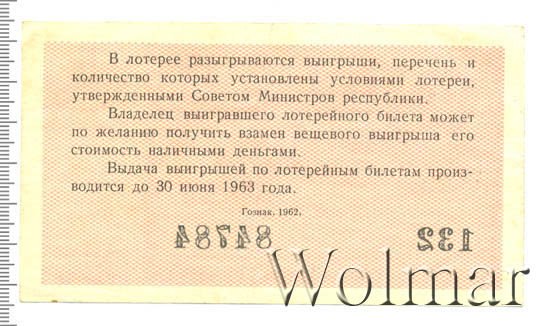 В лотерее разыгрываются выигрыши, перечень и
количество которых установлены условиями лотереи,
утвержденными Советом Министров республики.
Владелец выигравшего лотерейного билета может
по желанию получить взамен вещевого выигрыша его
стоимость наличными деньгами.
Выдача выигрышей по лотерейным билетам произ-
водится до 30 июня 1963 года.
Гознак. 1962.
132 84784
Wolmar